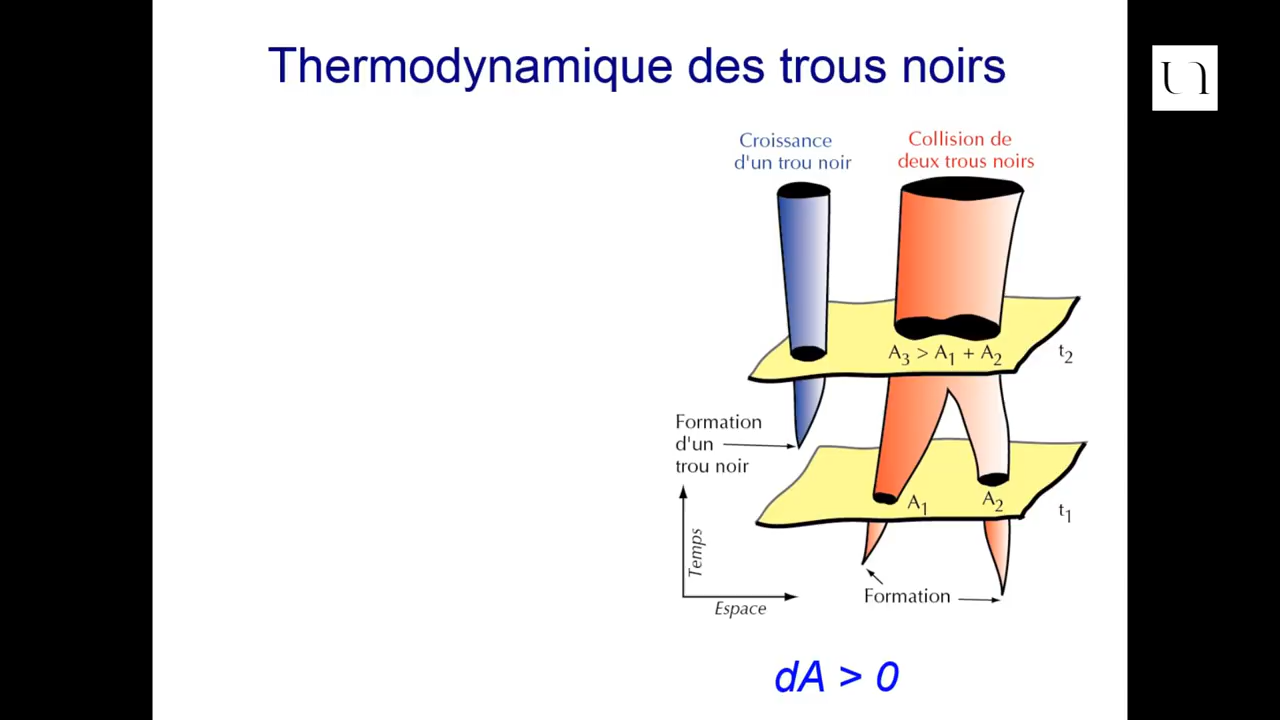 Thermodynamique des trous noirs
Croissance
d'un trou noir
Collision de
deux trous noirs
A3 > A1 + A2
t2
Formation
d'un
trou noir
A1
A2
t1
Temps
Formation
Espace
dA > 0